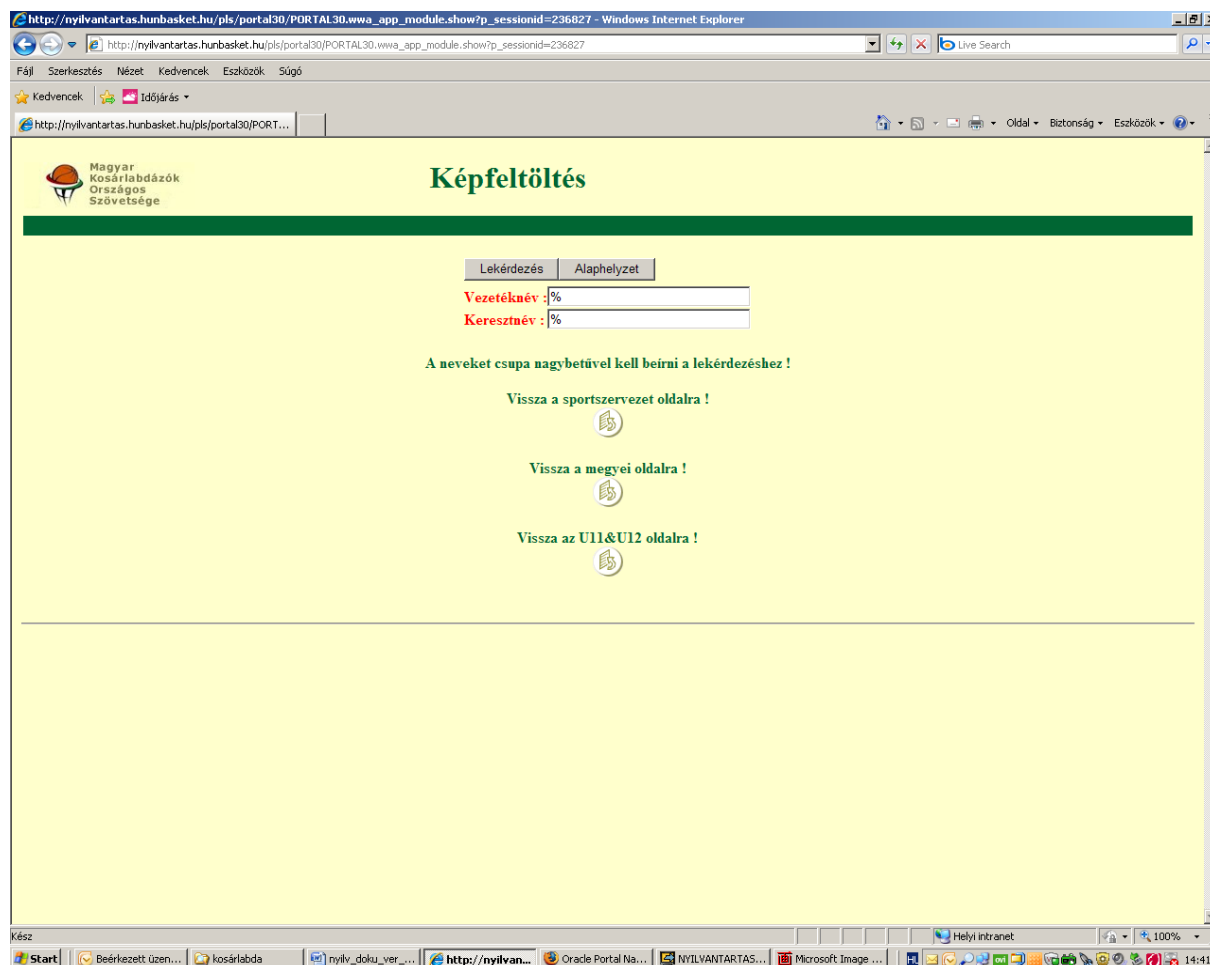 http://nyilvantartas.hunbasket.hu/pls/portal30/PORTAL30.wwa_app_module.show?p_sessionid=236827 - Windows Internet Explorer
http://nyilvantartas.hunbasket.hu/pls/portal30/PORTAL30.wwa_app_module.show?p_sessionid=236827
Live Search
Fájl Szerkesztés Nézet Kedvencek Eszközök Súgó
Kedvencek Időjárás
http://nyilvantartas.hunbasket.hu/pls/portal30/PORT... Oldal Biztonság Eszközök
Magyar
Kosárlabdázók
Országos
Szövetsége
Képfeltöltés
Lekérdezés Alaphelyzet
Vezetéknév : %
Keresztnév : %
A neveket csupa nagybetűvel kell beírni a lekérdezéshez !
Vissza a sportszervezet oldalra !
Vissza a megyei oldalra !
Vissza az U11&U12 oldalra !
Kész Helyi intranet 100%
Start Beérkezett üzen... kosárlabda nyilv_doku_ver_... http://nyilvan... Oracle Portal Na... NYILVANTARTAS... Microsoft Image ... 14:41